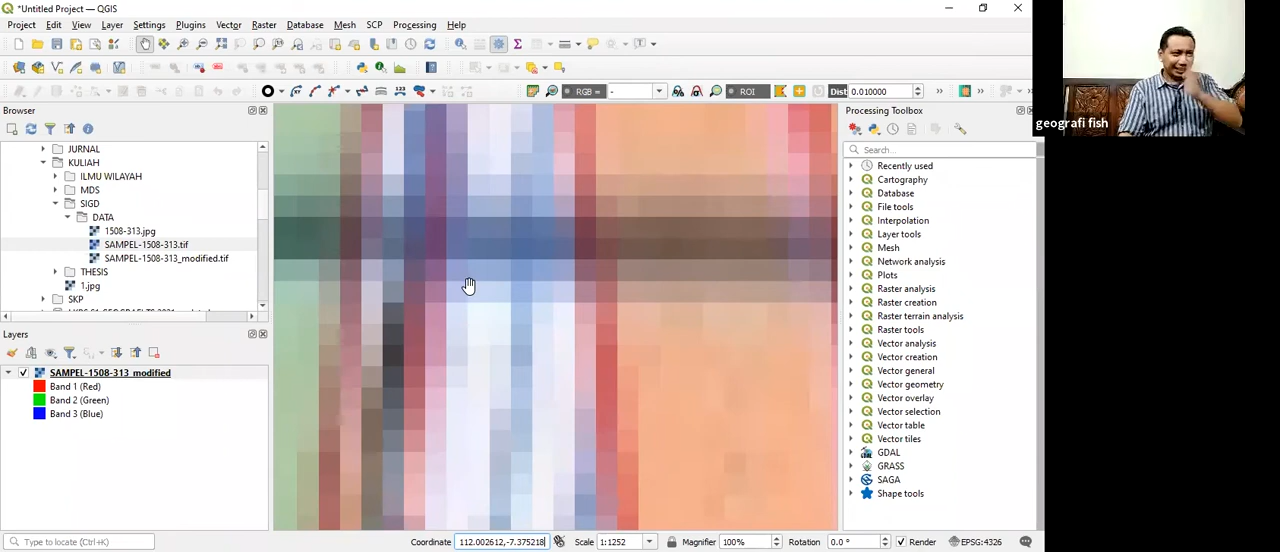 *Untitled Project — QGIS
Project Edit View Layer Settings Plugins Vector Raster Database Mesh SCP Processing Help
RGB = - ROI Dist 0.010000
Browser
JURNAL
KULIAH
ILMU WILAYAH
MDS
SIGD
DATA
1508-313.jpg
SAMPEL-1508-313.tif
SAMPEL-1508-313_modified.tif
THESIS
1.jpg
SKP
Layers
SAMPEL-1508-313_modified
Band 1 (Red)
Band 2 (Green)
Band 3 (Blue)
Processing Toolbox
Search...
Recently used
Cartography
Database
File tools
Interpolation
Layer tools
Mesh
Network analysis
Plots
Raster analysis
Raster creation
Raster terrain analysis
Raster tools
Vector analysis
Vector creation
Vector general
Vector geometry
Vector overlay
Vector selection
Vector table
Vector tiles
GDAL
GRASS
SAGA
Shape tools
geografi fish
Type to locate (Ctrl+K) Coordinate 112.002612,-7.375218 Scale 1:1252 Magnifier 100% Rotation 0.0 ° Render EPSG:4326